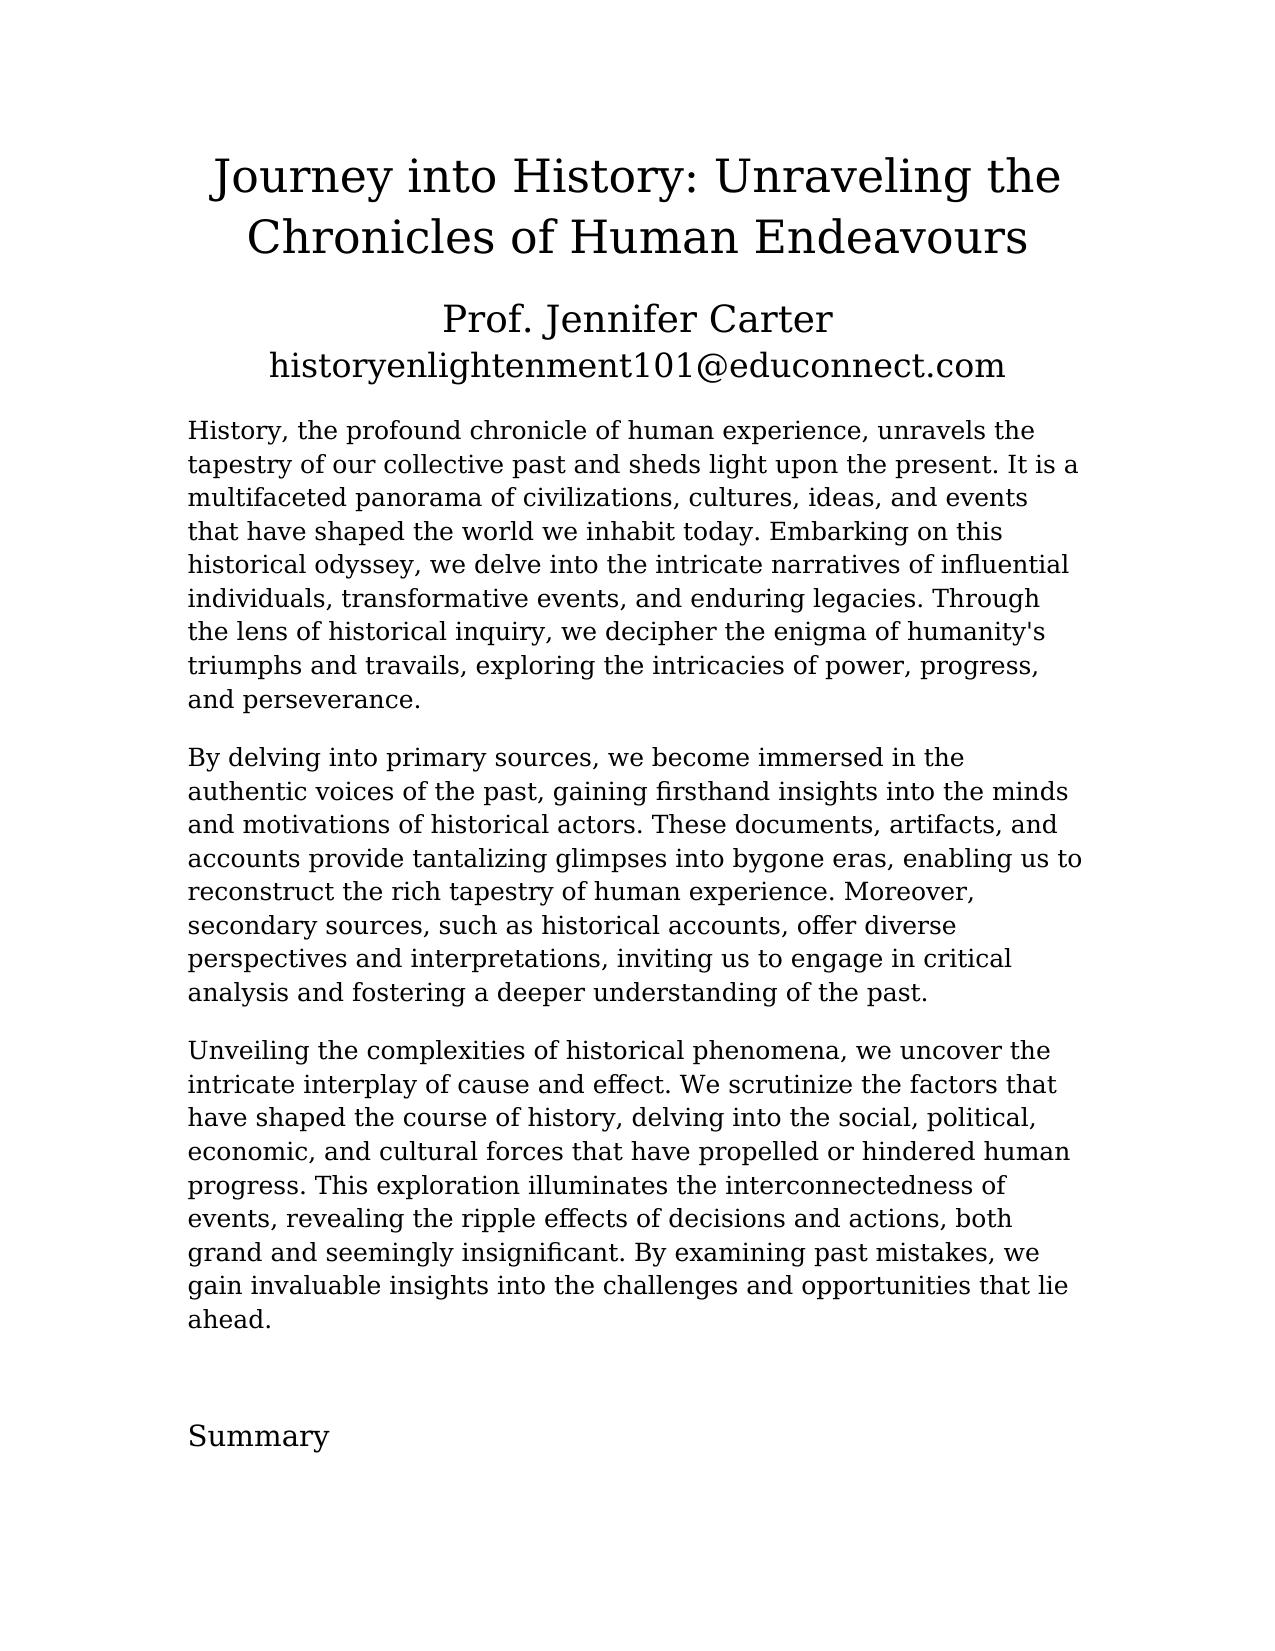 Journey into History: Unraveling the
Chronicles of Human Endeavours
Prof. Jennifer Carter
historyenlightenment101@educonnect.com
History, the profound chronicle of human experience, unravels the
tapestry of our collective past and sheds light upon the present. It is a
multifaceted panorama of civilizations, cultures, ideas, and events
that have shaped the world we inhabit today. Embarking on this
historical odyssey, we delve into the intricate narratives of influential
individuals, transformative events, and enduring legacies. Through
the lens of historical inquiry, we decipher the enigma of humanity's
triumphs and travails, exploring the intricacies of power, progress,
and perseverance.
By delving into primary sources, we become immersed in the
authentic voices of the past, gaining firsthand insights into the minds
and motivations of historical actors. These documents, artifacts, and
accounts provide tantalizing glimpses into bygone eras, enabling us to
reconstruct the rich tapestry of human experience. Moreover,
secondary sources, such as historical accounts, offer diverse
perspectives and interpretations, inviting us to engage in critical
analysis and fostering a deeper understanding of the past.
Unveiling the complexities of historical phenomena, we uncover the
intricate interplay of cause and effect. We scrutinize the factors that
have shaped the course of history, delving into the social, political,
economic, and cultural forces that have propelled or hindered human
progress. This exploration illuminates the interconnectedness of
events, revealing the ripple effects of decisions and actions, both
grand and seemingly insignificant. By examining past mistakes, we
gain invaluable insights into the challenges and opportunities that lie
ahead.
Summary